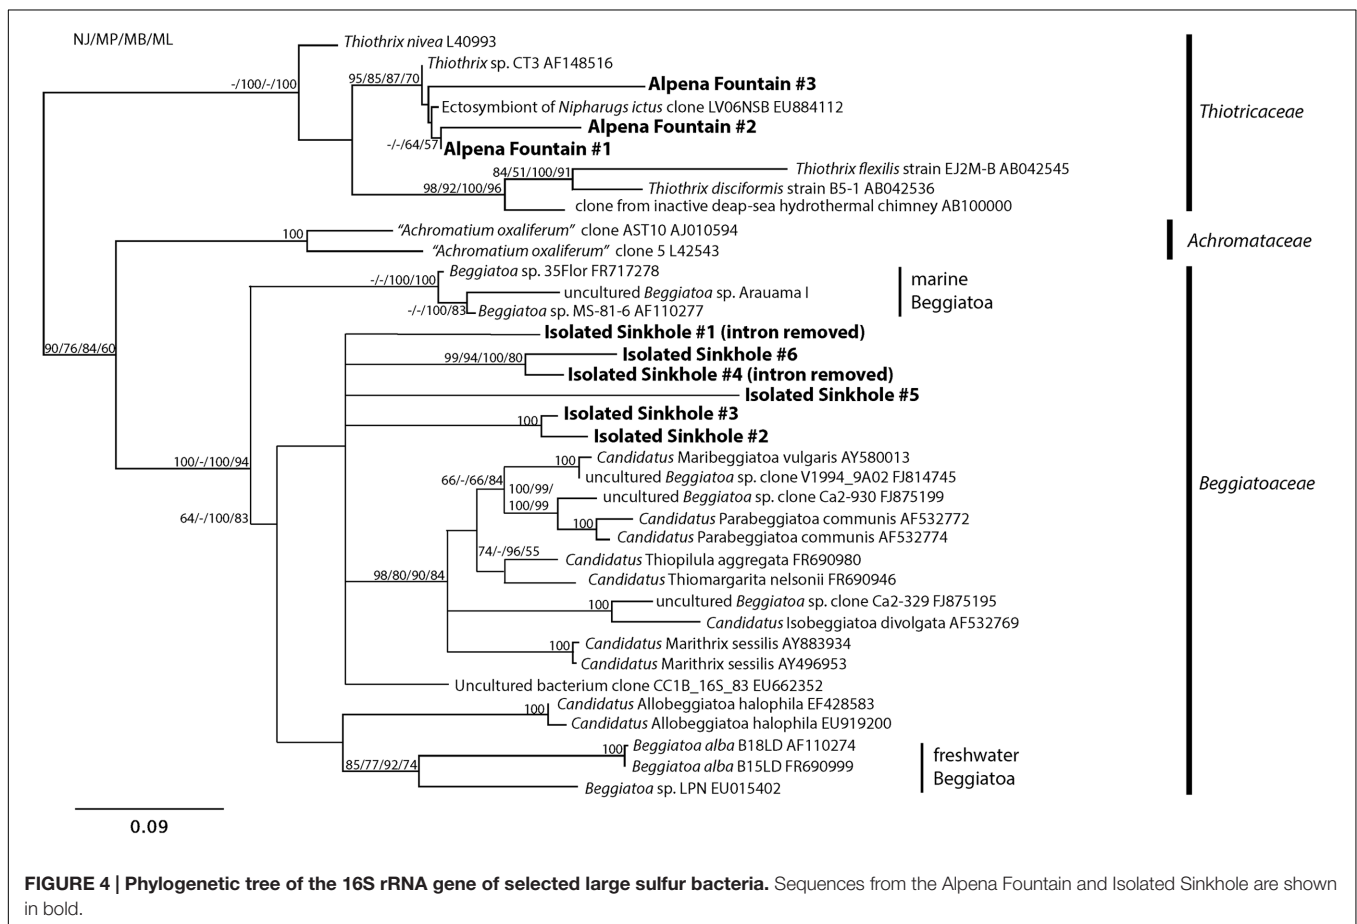 NJ/MP/MB/ML
Thiothrix nivea L40993
Thiothrix sp. CT3 AF148516
-/100/-/100
95/85/87/70
Alpena Fountain #3
Ectosymbiont of Nipharugs ictus clone LV06NSB EU884112
Alpena Fountain #2
-/-/64/57
Alpena Fountain #1
Thiotricaceae
84/51/100/91
Thiothrix flexilis strain EJ2M-B AB042545
98/92/100/96
Thiothrix disciformis strain B5-1 AB042536
clone from inactive deap-sea hydrothermal chimney AB100000
100
“Achromatium oxaliferum” clone AST10 AJ010594
“Achromatium oxaliferum” clone 5 L42543
Achromataceae
Beggiatoa sp. 35Flor FR717278
-/-/100/100
uncultured Beggiatoa sp. Arauama I
-/-/100/83
Beggiatoa sp. MS-81-6 AF110277
marine
Beggiatoa
Isolated Sinkhole #1 (intron removed)
90/76/84/60
99/94/100/80
Isolated Sinkhole #6
Isolated Sinkhole #4 (intron removed)
Isolated Sinkhole #5
Isolated Sinkhole #3
100
Isolated Sinkhole #2
100/-/100/94
100
Candidatus Maribeggiatoa vulgaris AY580013
uncultured Beggiatoa sp. clone V1994_9A02 FJ814745
66/-/66/84
100/99/
100/99
uncultured Beggiatoa sp. clone Ca2-930 FJ875199
Beggiatoaceae
64/-/100/83
100
Candidatus Parabeggiatoa communis AF532772
Candidatus Parabeggiatoa communis AF532774
74/-/96/55
Candidatus Thiopilula aggregata FR690980
98/80/90/84
Candidatus Thiomargarita nelsonii FR690946
100
uncultured Beggiatoa sp. clone Ca2-329 FJ875195
Candidatus Isobeggiatoa divolgata AF532769
100
Candidatus Marithrix sessilis AY883934
Candidatus Marithrix sessilis AY496953
Uncultured bacterium clone CC1B_16S_83 EU662352
100
Candidatus Allobeggiatoa halophila EF428583
Candidatus Allobeggiatoa halophila EU919200
100
Beggiatoa alba B18LD AF110274
85/77/92/74
Beggiatoa alba B15LD FR690999
Beggiatoa sp. LPN EU015402
freshwater
Beggiatoa
0.09
FIGURE 4 | Phylogenetic tree of the 16S rRNA gene of selected large sulfur bacteria. Sequences from the Alpena Fountain and Isolated Sinkhole are shown
in bold.